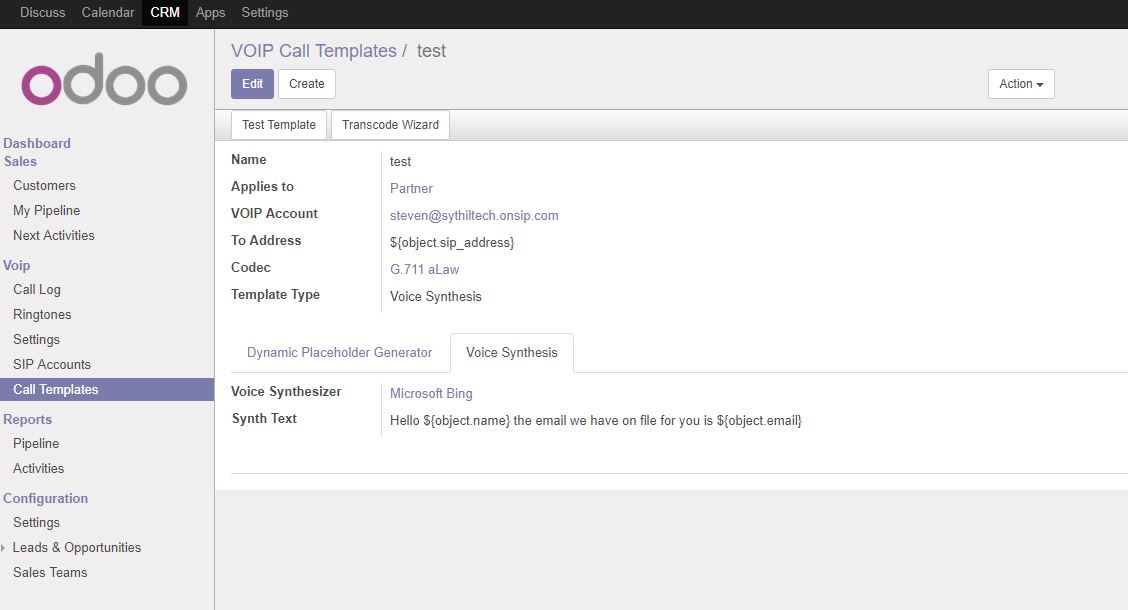 Discuss Calendar CRM Apps Settings
odoo
VOIP Call Templates / test
Edit Create Action
Test Template Transcode Wizard
Dashboard
Sales
Customers
My Pipeline
Next Activities
Voip
Call Log
Ringtones
Settings
SIP Accounts
Call Templates
Reports
Pipeline
Activities
Configuration
Settings
Leads & Opportunities
Sales Teams
Name test
Applies to Partner
VOIP Account steven@sythiltech.onsip.com
To Address ${object.sip_address}
Codec G.711 aLaw
Template Type Voice Synthesis
Dynamic Placeholder Generator Voice Synthesis
Voice Synthesizer Microsoft Bing
Synth Text Hello ${object.name} the email we have on file for you is ${object.email}